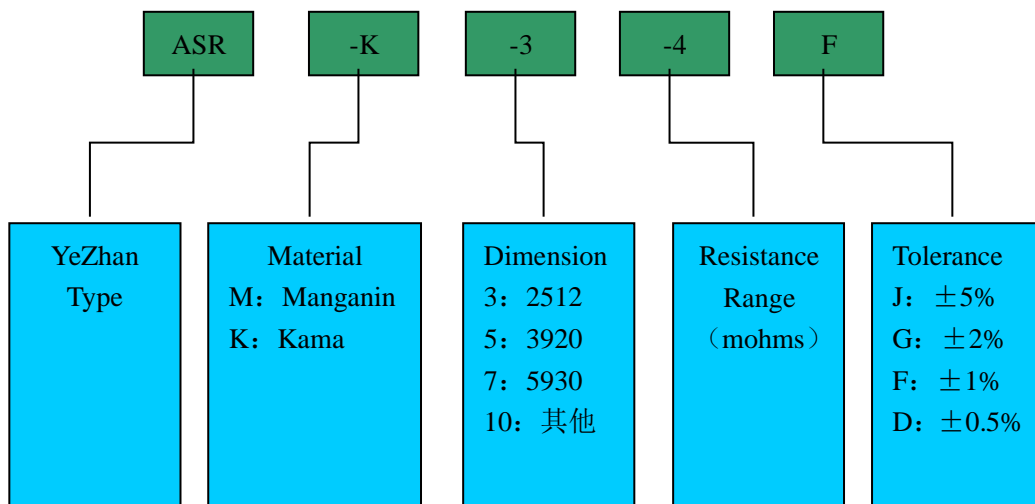 ASR
-K
-3
-4
F
YeZhan
Type
Material
M：Manganin
K：Kama
Dimension
3：2512
5：3920
7：5930
10：其他
Resistance
Range
（mohms）
Tolerance
J：±5%
G：±2%
F：±1%
D：±0.5%